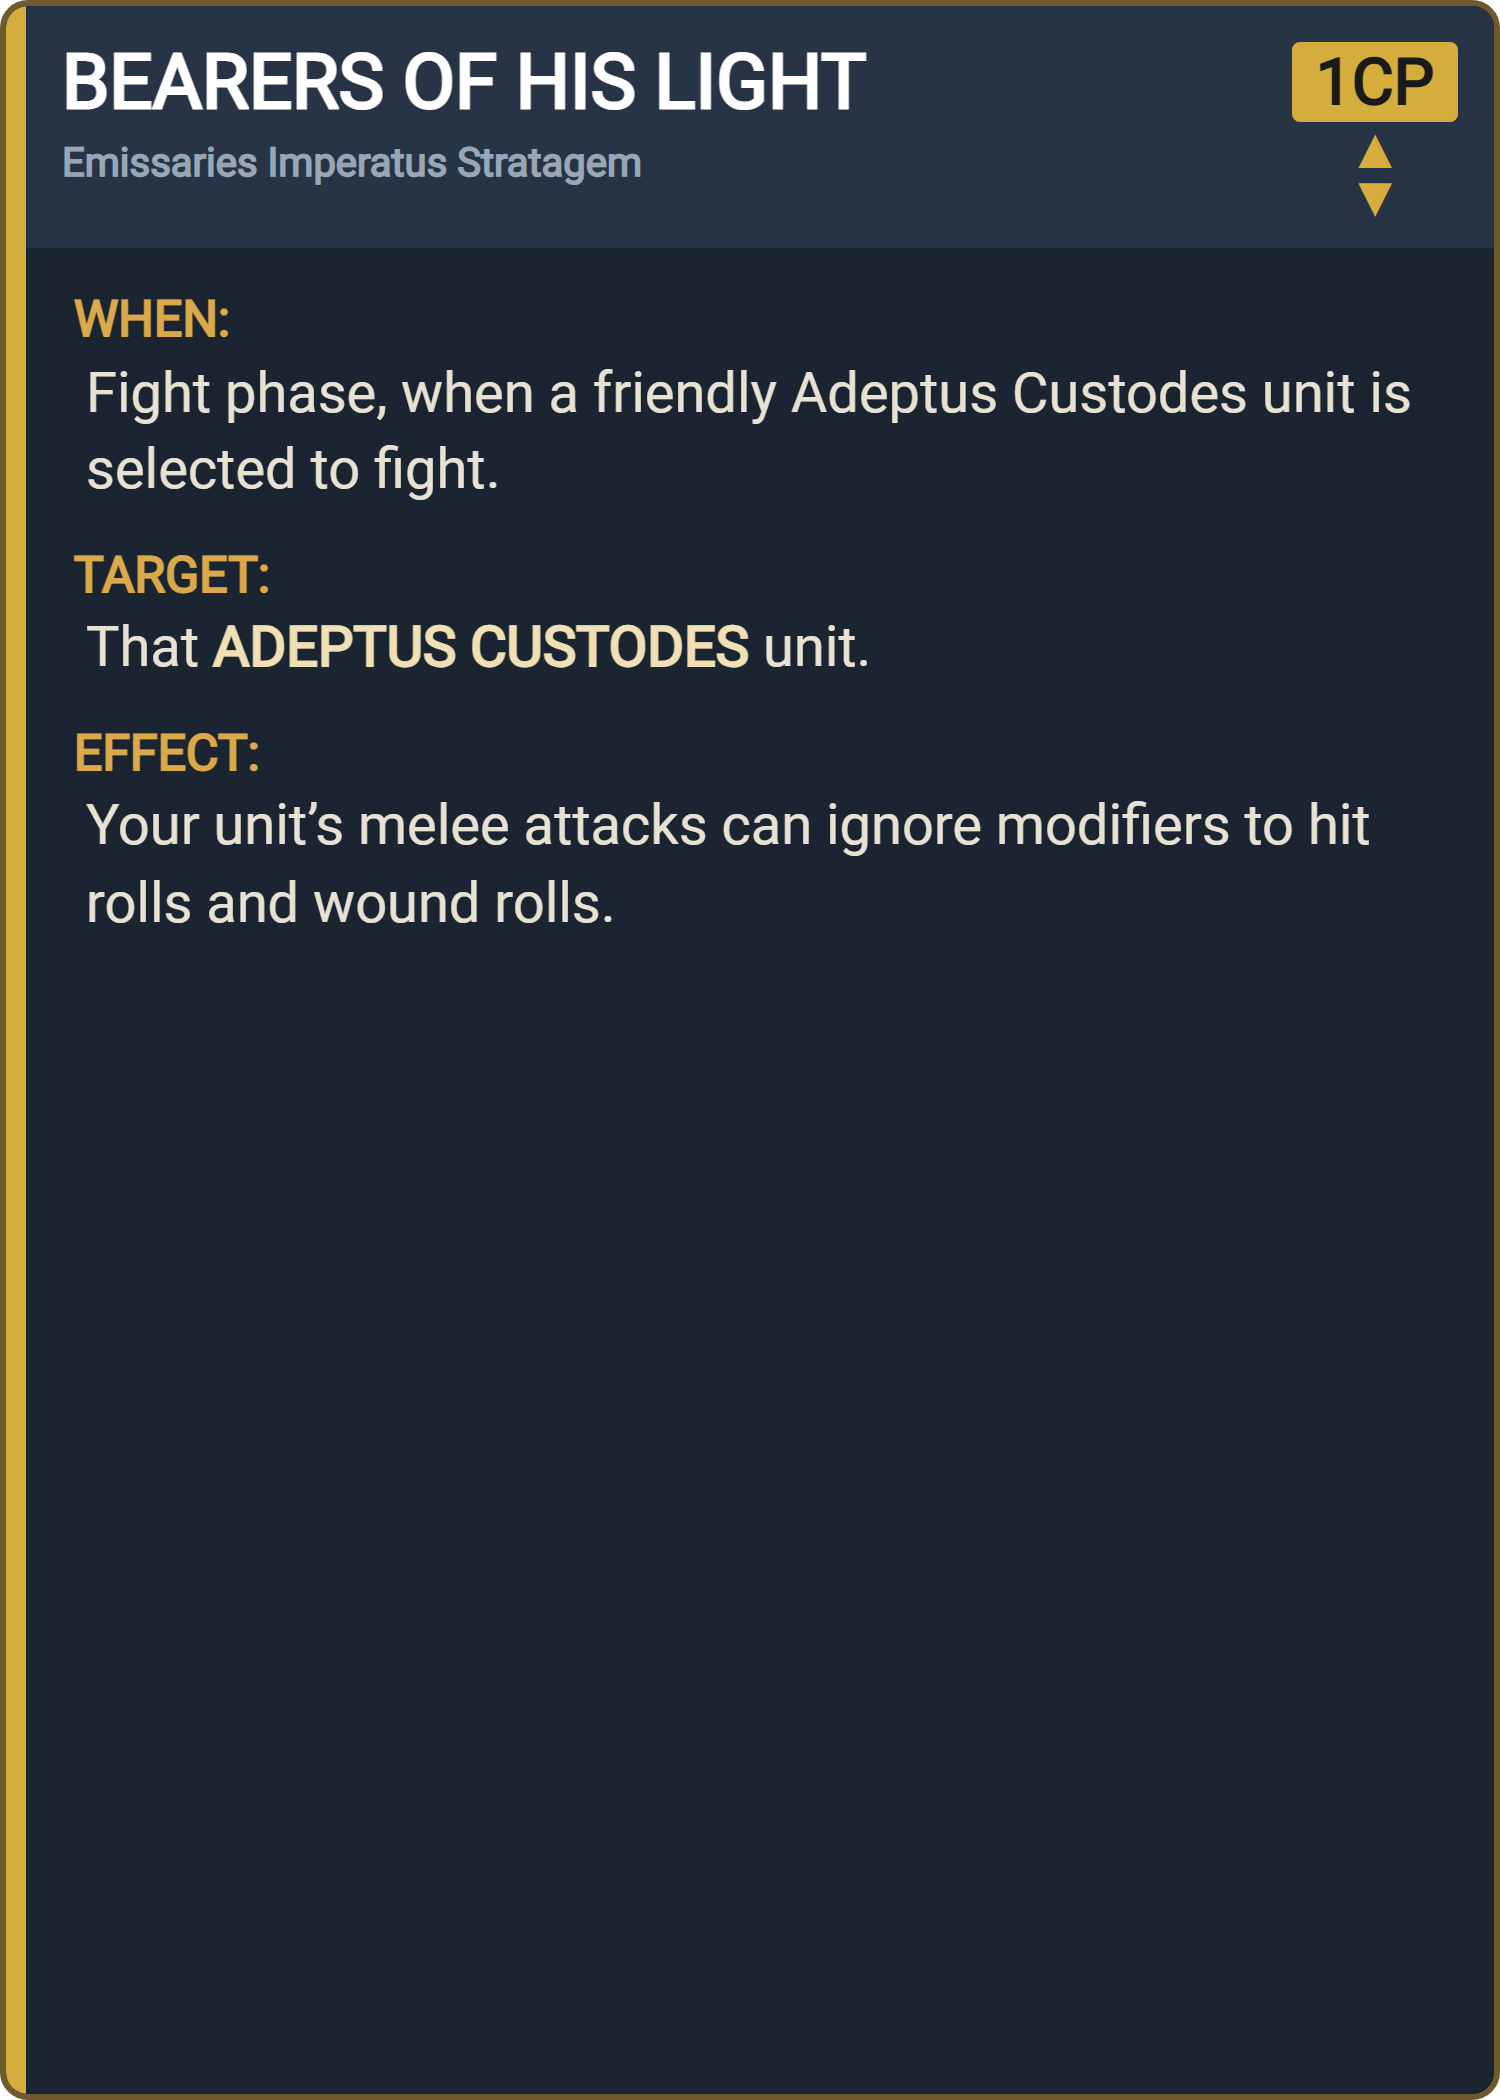 BEARERS OF HIS LIGHT
1CP
Emissaries Imperatus Stratagem
▲
▼
WHEN:
Fight phase, when a friendly Adeptus Custodes unit is
selected to fight.
TARGET:
That ADEPTUS CUSTODES unit.
EFFECT:
Your unit’s melee attacks can ignore modifiers to hit
rolls and wound rolls.